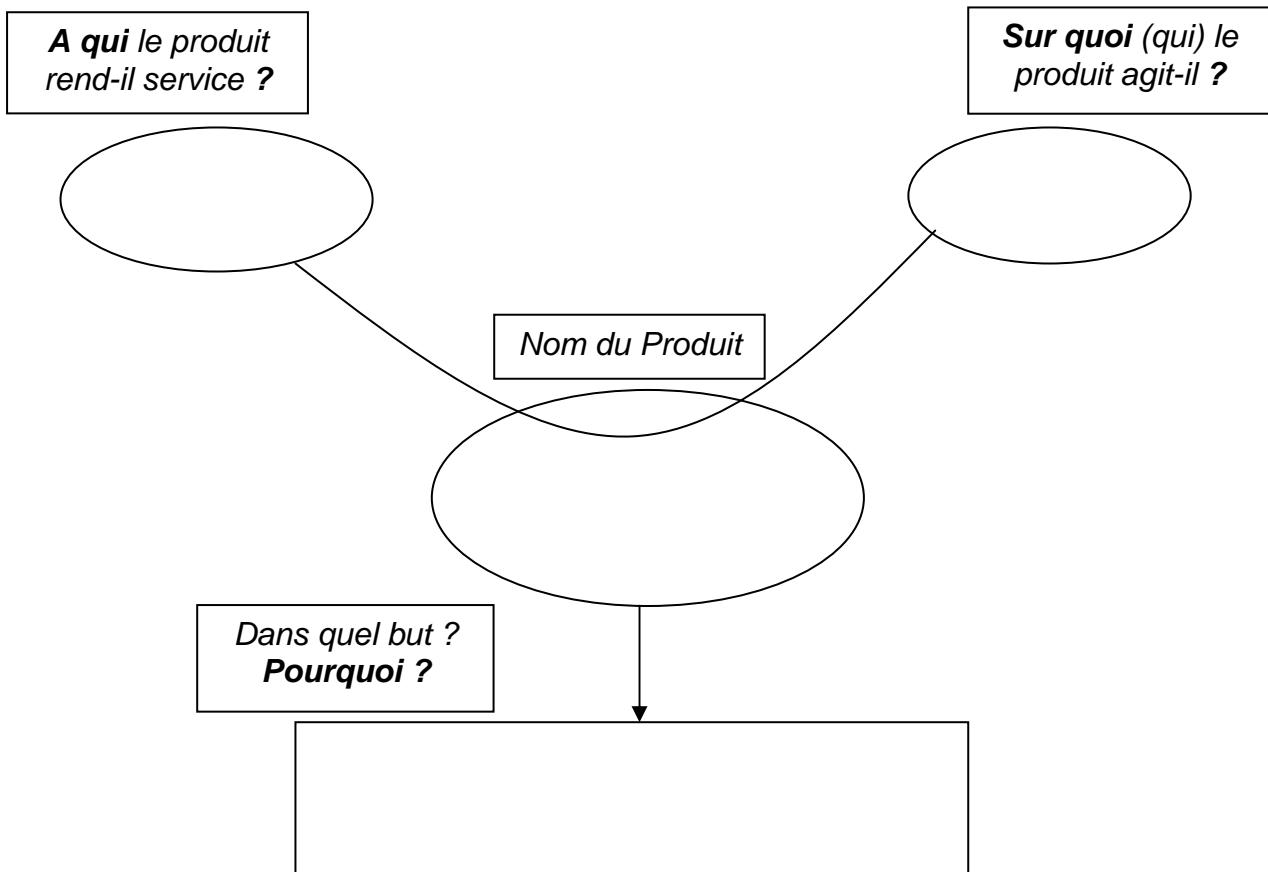 A qui le produit
rend-il service ?
Sur quoi (qui) le
produit agit-il ?
Nom du Produit
Dans quel but ?
Pourquoi ?